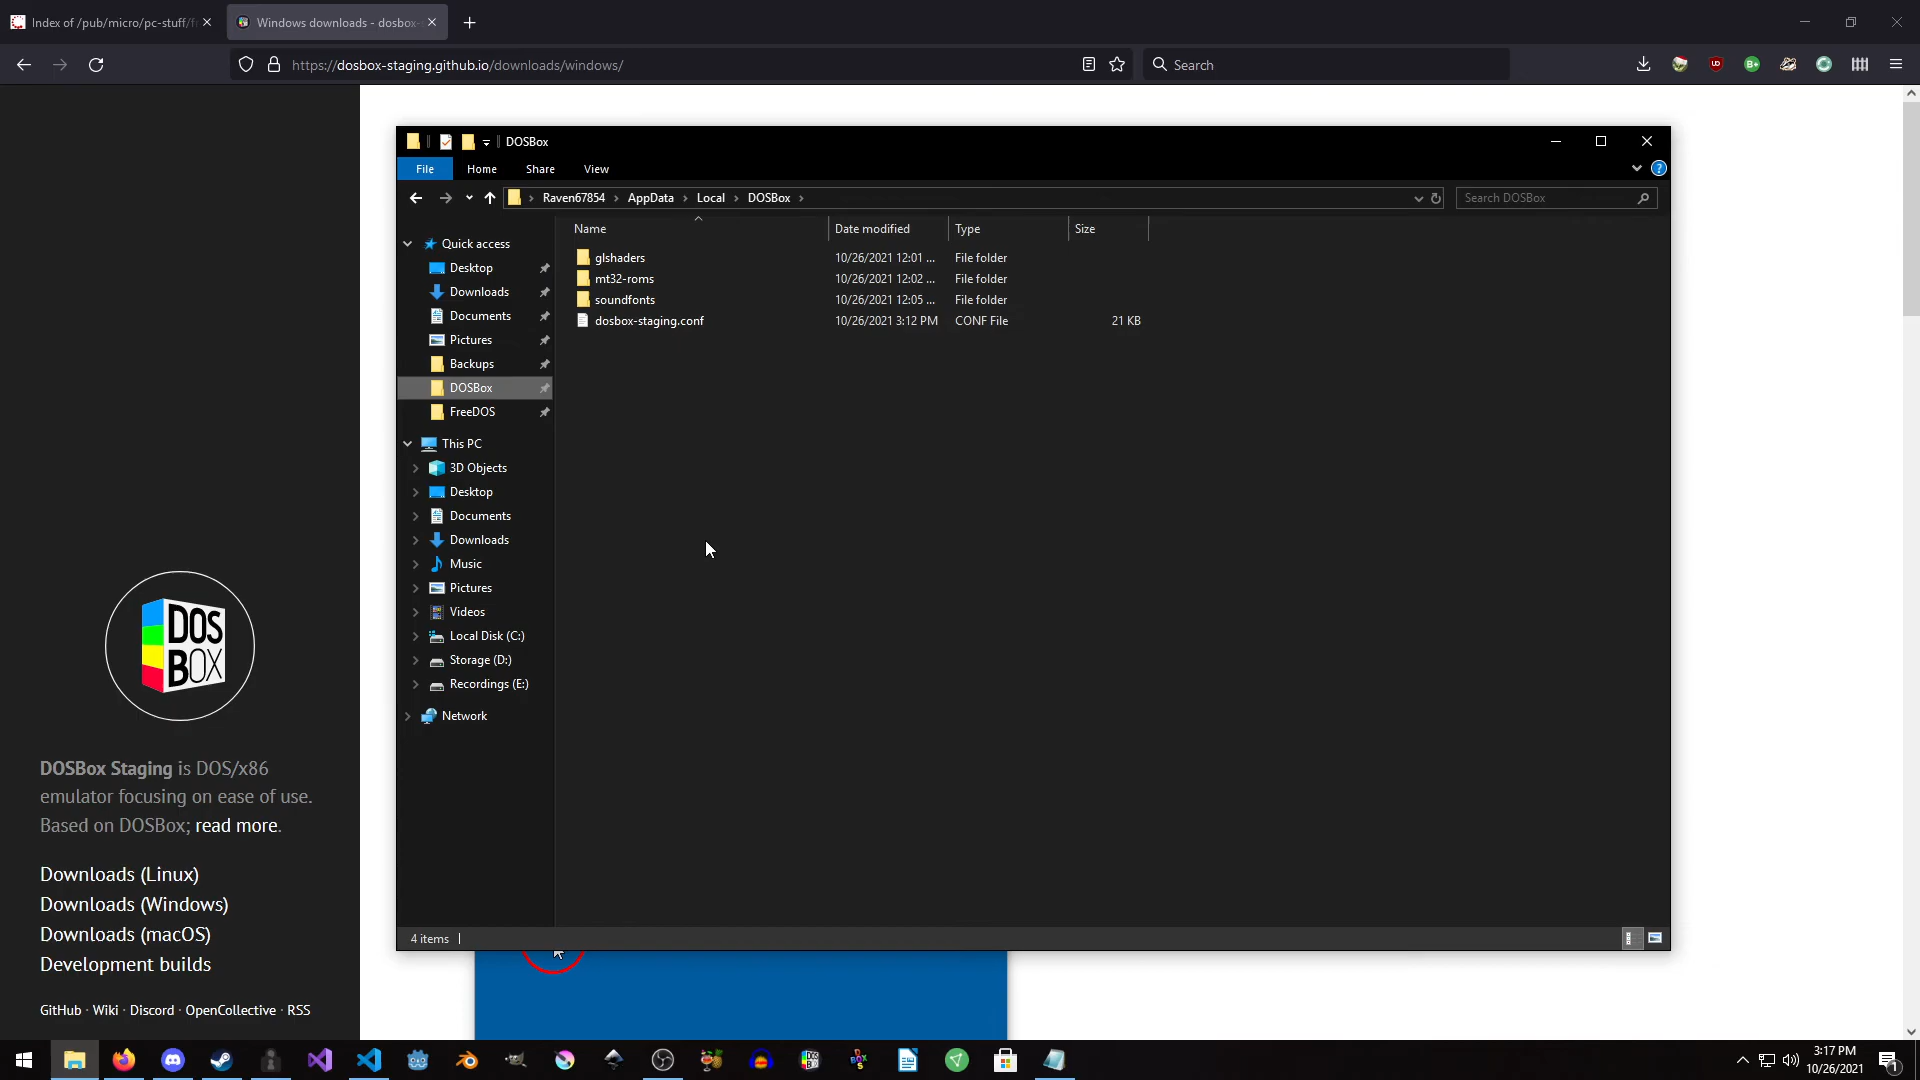 Index of /pub/micro/pc-stuff/fr
Windows downloads - dosbox-
https://dosbox-staging.github.io/downloads/windows/
Search
DOSBox
File
Home
Share
View
Raven67854
AppData
Local
DOSBox
Search DOSBox
Name
Date modified
Type
Size
glshaders
10/26/2021 12:01 ...
File folder
mt32-roms
10/26/2021 12:02 ...
File folder
soundfonts
10/26/2021 12:05 ...
File folder
dosbox-staging.conf
10/26/2021 3:12 PM
CONF File
21 KB
Quick access
Desktop
Downloads
Documents
Pictures
Backups
DOSBox
FreeDOS
This PC
3D Objects
Desktop
Documents
Downloads
Music
Pictures
Videos
Local Disk (C:)
Storage (D:)
Recordings (E:)
Network
4 items
DOS
BOX
DOSBox Staging is DOS/x86
emulator focusing on ease of use.
Based on DOSBox; read more.
Downloads (Linux)
Downloads (Windows)
Downloads (macOS)
Development builds
GitHub · Wiki · Discord · OpenCollective · RSS
3:17 PM
10/26/2021
1